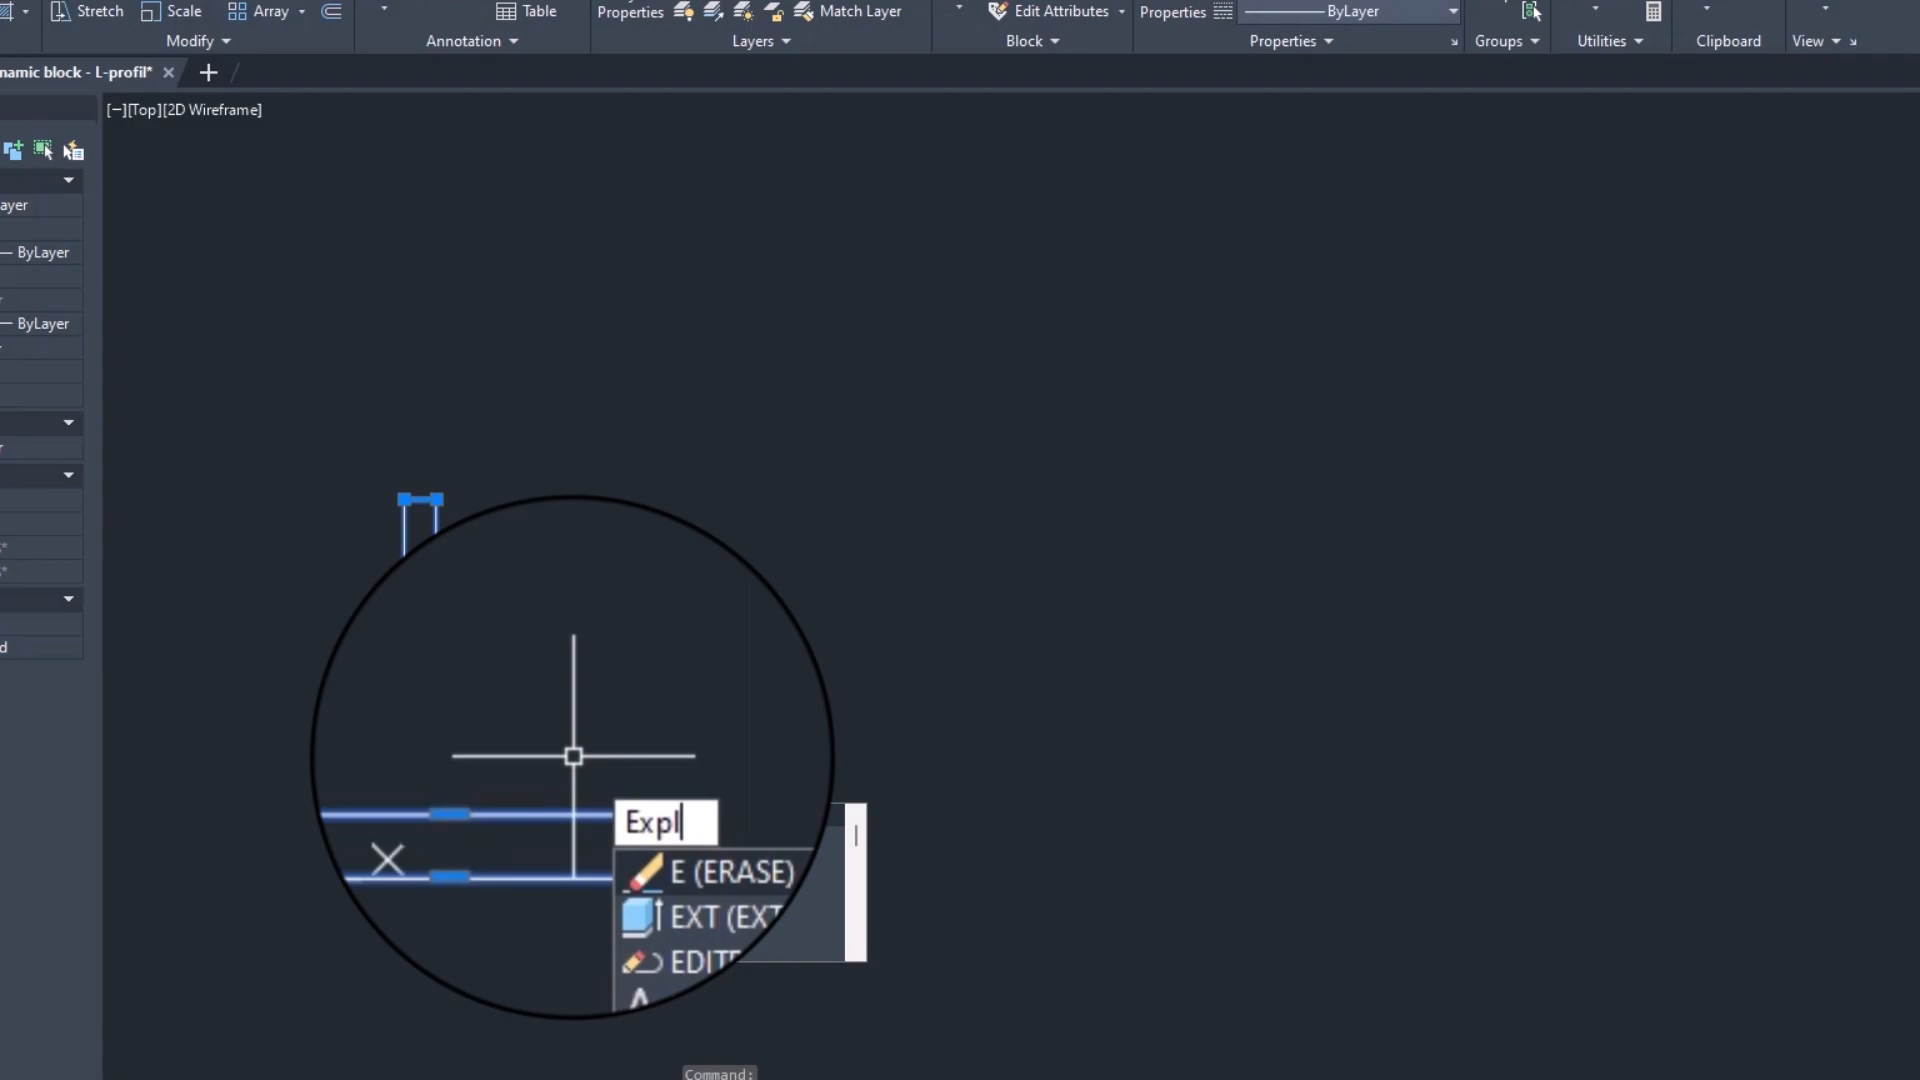 Stretch Scale Array Table Properties Match Layer Edit Attributes Properties ByLayer
Modify Annotation Layers Block Properties Groups Utilities Clipboard View
namic block - L-profil*
[−][Top][2D Wireframe]
ayer
ByLayer
r
ByLayer
r
d
Expl
E (ERASE)
EXT (EXT
EDIT
Command: